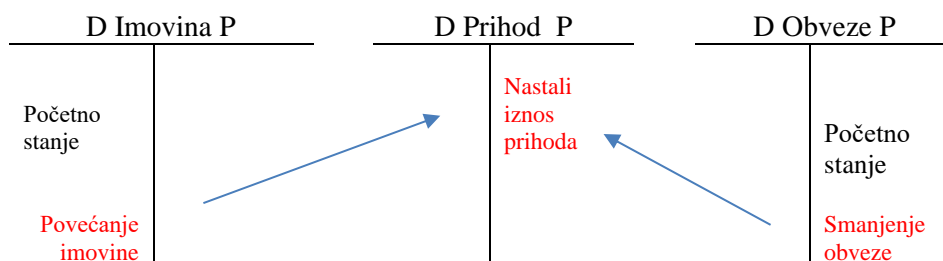 D Imovina P
D Prihod P
D Obveze P
Početno
stanje
Povećanje
imovine
Nastali
iznos
prihoda
Početno
stanje
Smanjenje
obveze